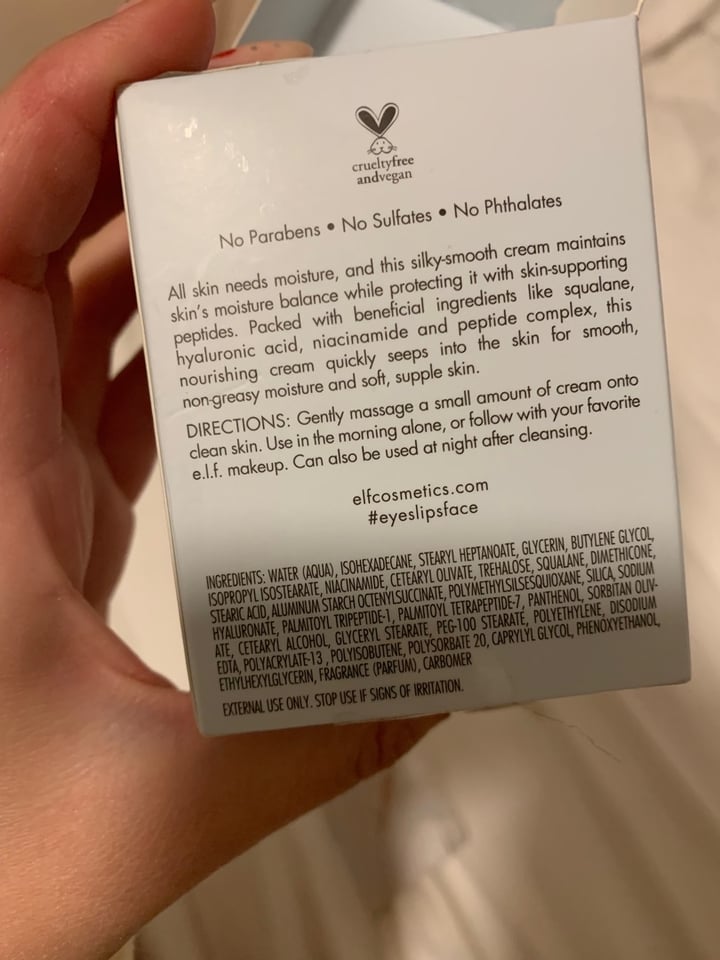 crueltyfree
andvegan
No Parabens • No Sulfates • No Phthalates
All skin needs moisture, and this silky-smooth cream maintains
skin's moisture balance while protecting it with skin-supporting
peptides. Packed with beneficial ingredients like squalane,
hyaluronic acid, niacinamide and peptide complex, this
nourishing cream quickly seeps into the skin for smooth,
non-greasy moisture and soft, supple skin.
DIRECTIONS: Gently massage a small amount of cream onto
clean skin. Use in the morning alone, or follow with your favorite
e.l.f. makeup. Can also be used at night after cleansing.
elfcosmetics.com
#eyeslipsface
INGREDIENTS: WATER (AQUA), ISOHEXADECANE, STEARYL HEPTANOATE, GLYCERIN, BUTYLENE GLYCOL,
ISOPROPYL ISOSTEARATE, NIACINAMIDE, CETEARYL OLIVATE, TREHALOSE, SQUALANE, DIMETHICONE,
STEARIC ACID, ALUMINUM STARCH OCTENYLSUCCINATE, POLYMETHYLSILSESQUIOXANE, SILICA, SODIUM
HYALURONATE, PALMITOYL TRIPEPTIDE-1, PALMITOYL TETRAPEPTIDE-7, PANTHENOL, SORBITAN OLIV-
ATE, CETEARYL ALCOHOL, GLYCERYL STEARATE, PEG-100 STEARATE, POLYETHYLENE, DISODIUM
EDTA, POLYACRYLATE-13 , POLYISOBUTENE, POLYSORBATE 20, CAPRYLYL GLYCOL, PHENOXYETHANOL,
ETHYLHEXYLGLYCERIN, FRAGRANCE (PARFUM), CARBOMER
EXTERNAL USE ONLY. STOP USE IF SIGNS OF IRRITATION.